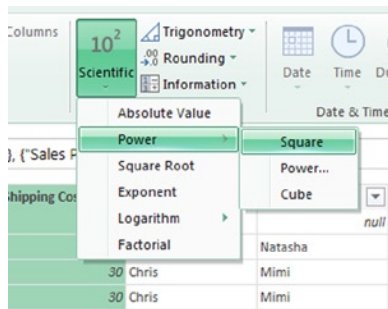 Columns
10²
Scientific
Trigonometry
.00 Rounding
Information
Date
Time
Date & Time
Absolute Value
Power
Square
}, {"Sales P
Square Root
Power...
Shipping Cos
Exponent
Cube
Logarithm
null
Factorial
Natasha
30 Chris Mimi
30 Chris Mimi